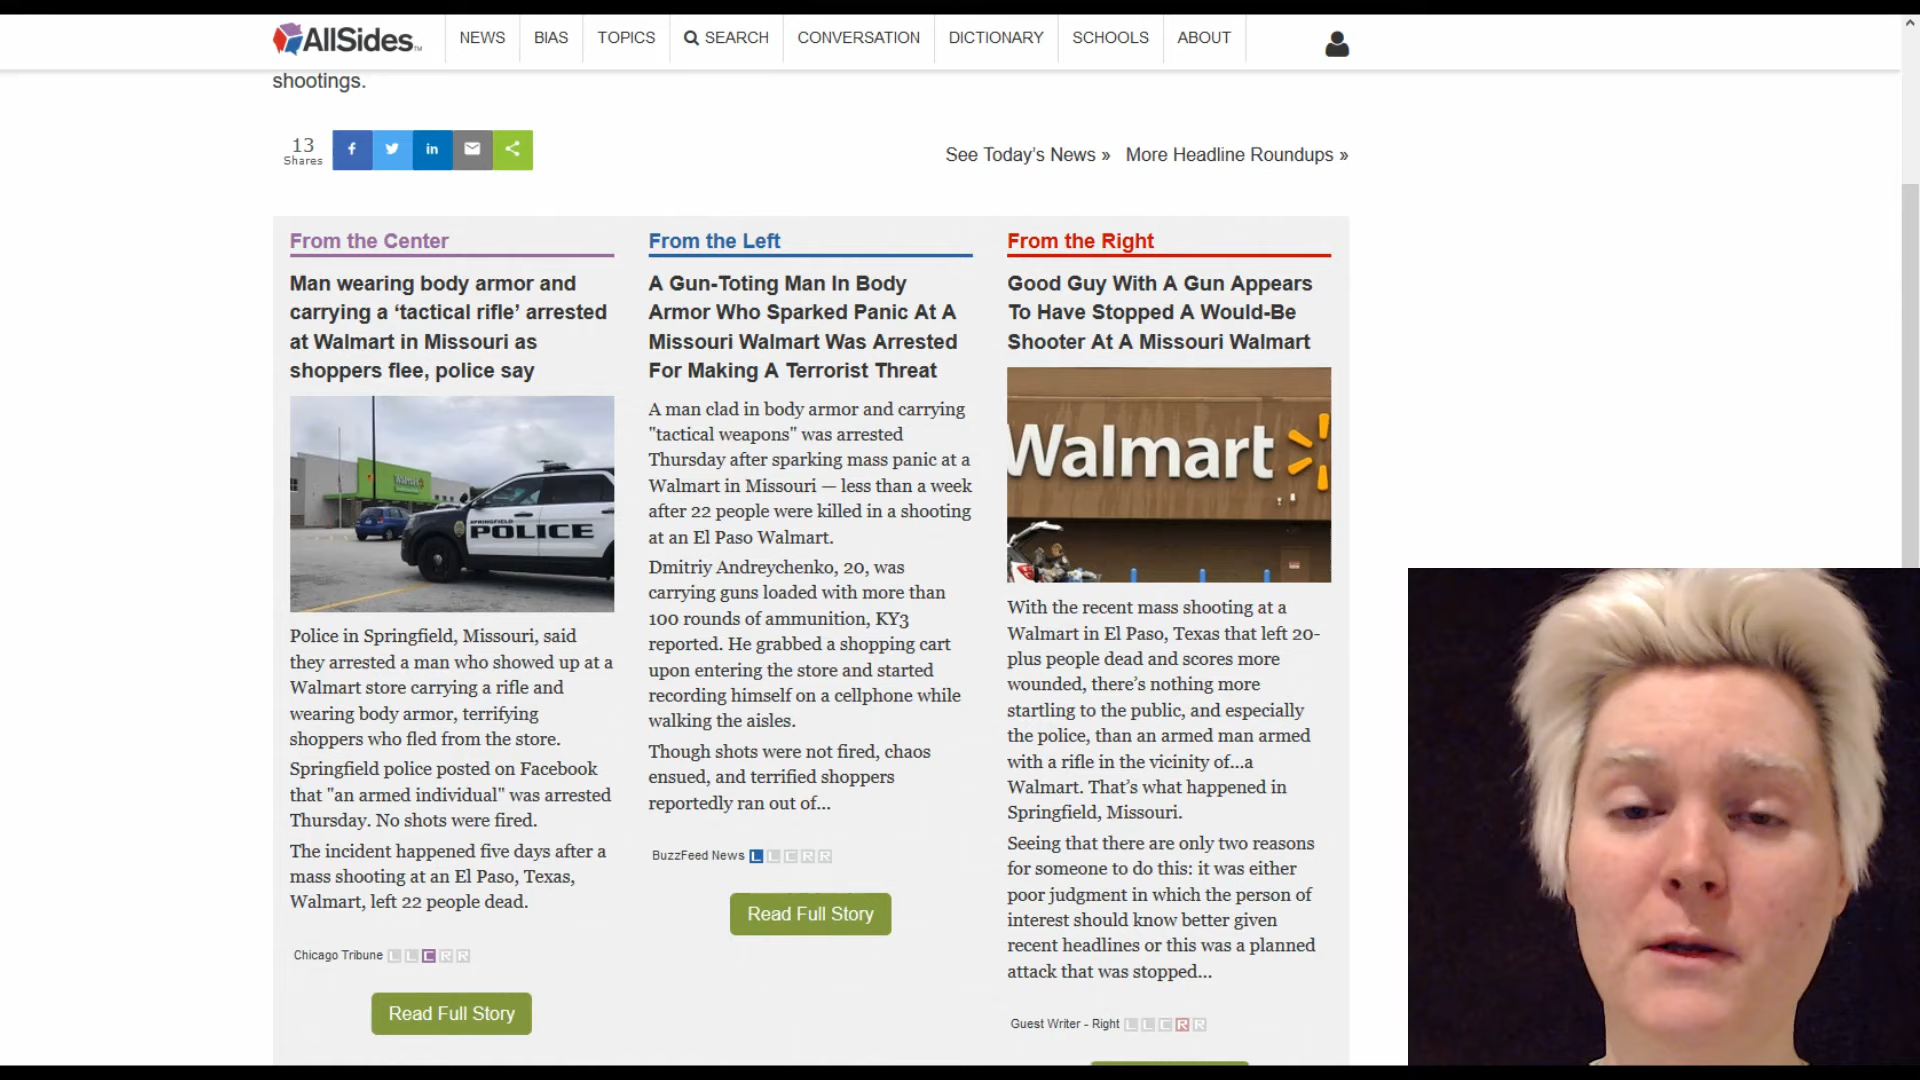 AllSides™
NEWS
BIAS
TOPICS
SEARCH
CONVERSATION
DICTIONARY
SCHOOLS
ABOUT
shootings.
13
Shares
See Today's News »
More Headline Roundups »
From the Center
Man wearing body armor and
carrying a ‘tactical rifle’ arrested
at Walmart in Missouri as
shoppers flee, police say
Walmart
SPRINGFIELD
POLICE
Police in Springfield, Missouri, said
they arrested a man who showed up at a
Walmart store carrying a rifle and
wearing body armor, terrifying
shoppers who fled from the store.
Springfield police posted on Facebook
that "an armed individual" was arrested
Thursday. No shots were fired.
The incident happened five days after a
mass shooting at an El Paso, Texas,
Walmart, left 22 people dead.
Chicago Tribune L L C R R
Read Full Story
From the Left
A Gun-Toting Man In Body
Armor Who Sparked Panic At A
Missouri Walmart Was Arrested
For Making A Terrorist Threat
A man clad in body armor and carrying
"tactical weapons" was arrested
Thursday after sparking mass panic at a
Walmart in Missouri — less than a week
after 22 people were killed in a shooting
at an El Paso Walmart.
Dmitriy Andreychenko, 20, was
carrying guns loaded with more than
100 rounds of ammunition, KY3
reported. He grabbed a shopping cart
upon entering the store and started
recording himself on a cellphone while
walking the aisles.
Though shots were not fired, chaos
ensued, and terrified shoppers
reportedly ran out of...
BuzzFeed News L L C R R
Read Full Story
From the Right
Good Guy With A Gun Appears
To Have Stopped A Would-Be
Shooter At A Missouri Walmart
Walmart
With the recent mass shooting at a
Walmart in El Paso, Texas that left 20-
plus people dead and scores more
wounded, there’s nothing more
startling to the public, and especially
the police, than an armed man armed
with a rifle in the vicinity of...a
Walmart. That’s what happened in
Springfield, Missouri.
Seeing that there are only two reasons
for someone to do this: it was either
poor judgment in which the person of
interest should know better given
recent headlines or this was a planned
attack that was stopped...
Guest Writer - Right L L C R R